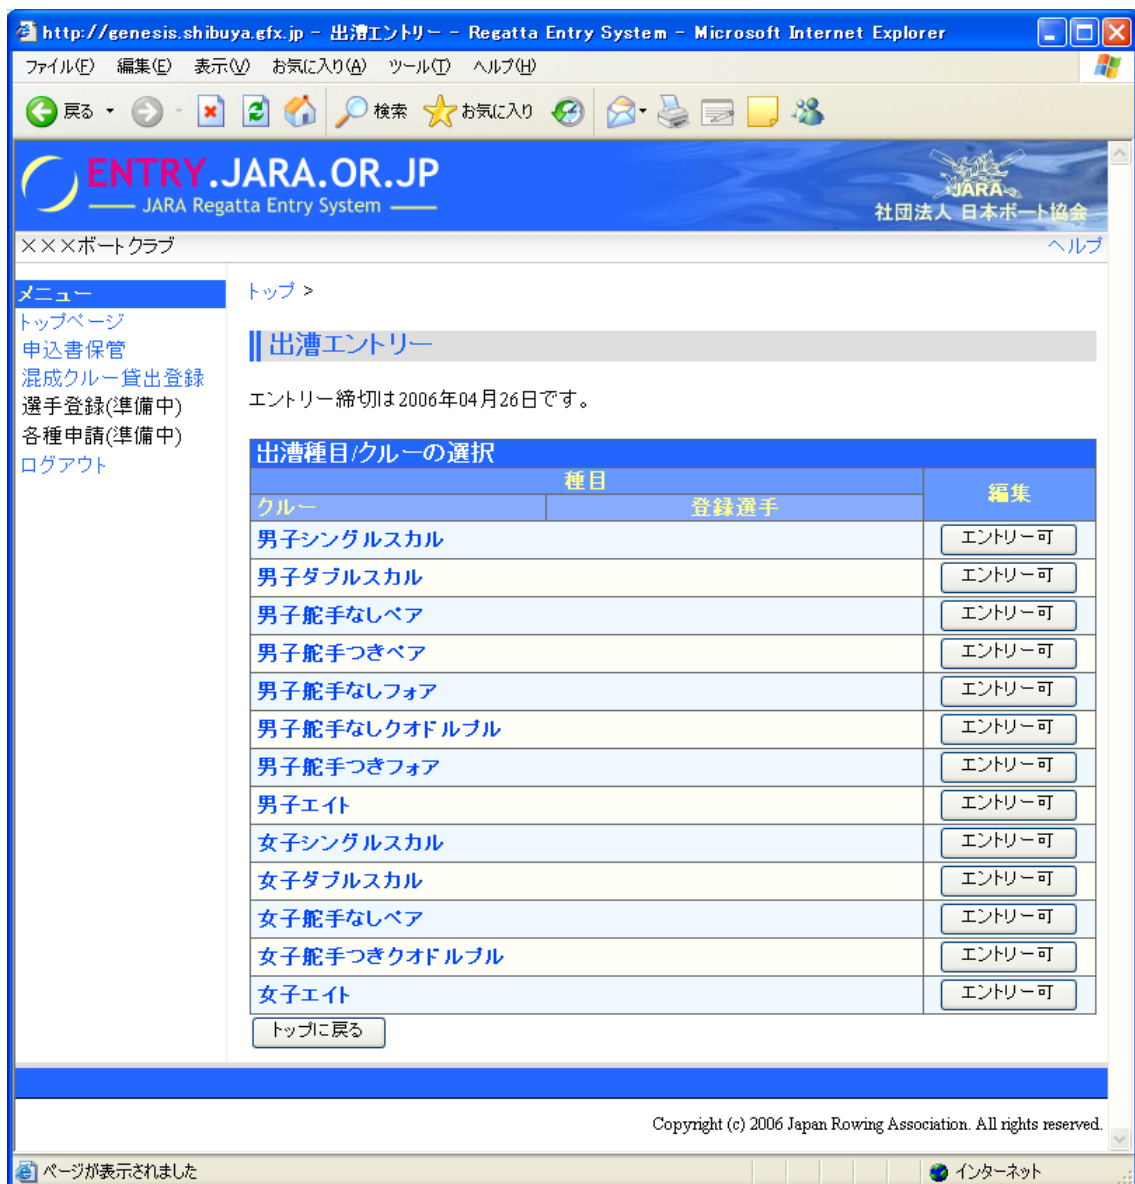 http://genesis.shibuya.gfx.jp - 出漕エントリー - Regatta Entry System - Microsoft Internet Explorer
ファイル(F) 編集(E) 表示(V) お気に入り(A) ツール(T) ヘルプ(H)
戻る 検索 お気に入り
ENTRY.JARA.OR.JP
JARA Regatta Entry System
JARA
社団法人 日本ボート協会
×××ボートクラブ ヘルプ
メニュー
トップページ
申込書保管
混成クルー貸出登録
選手登録(準備中)
各種申請(準備中)
ログアウト
トップ >
出漕エントリー
エントリー締切は2006年04月26日です。
出漕種目/クルーの選択
種目 編集
クルー 登録選手
男子シングルスカル エントリー可
男子ダブルスカル エントリー可
男子舵手なしペア エントリー可
男子舵手つきペア エントリー可
男子舵手なしフォア エントリー可
男子舵手なしクオドルプル エントリー可
男子舵手つきフォア エントリー可
男子エイト エントリー可
女子シングルスカル エントリー可
女子ダブルスカル エントリー可
女子舵手なしペア エントリー可
女子舵手つきクオドルプル エントリー可
女子エイト エントリー可
トップに戻る
Copyright (c) 2006 Japan Rowing Association. All rights reserved.
ページが表示されました インターネット